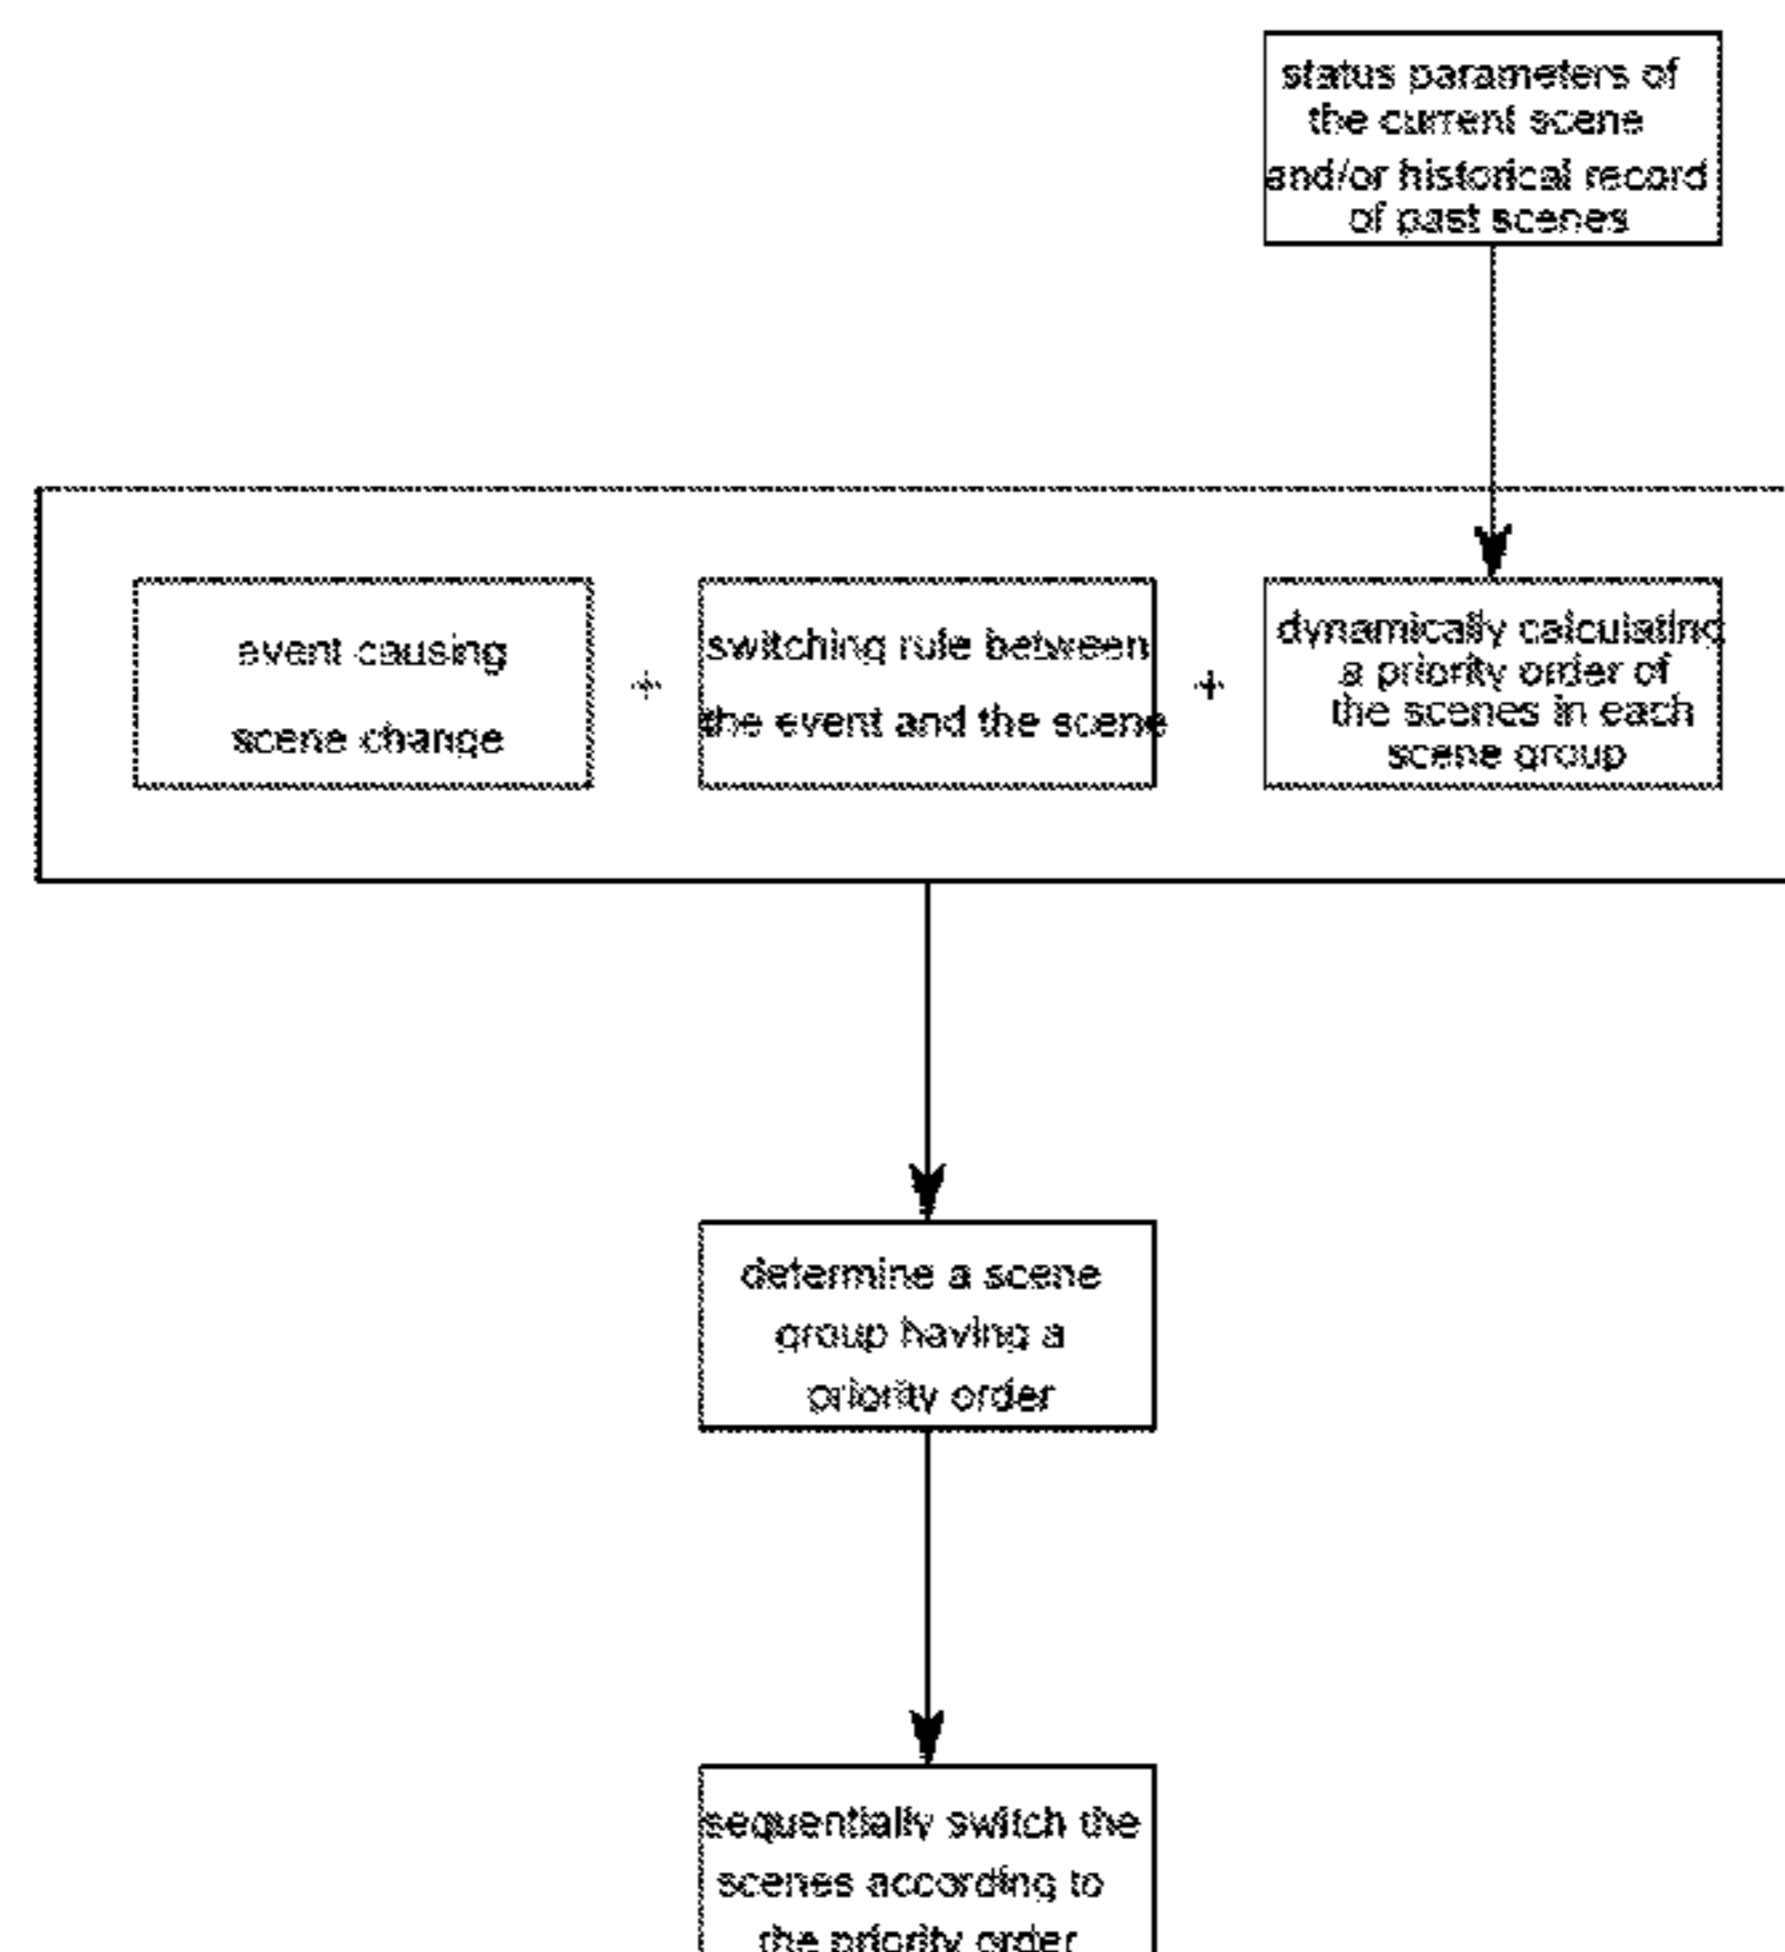 status parameters of
the current scene
and/or historical record
of past scenes
event causing
scene change
+
switching rule between
the event and the scene
+
dynamically calculating
a priority order of
the scenes in each
scene group
determine a scene
group having a
priority order
sequentially switch the
scenes according to
the priority order